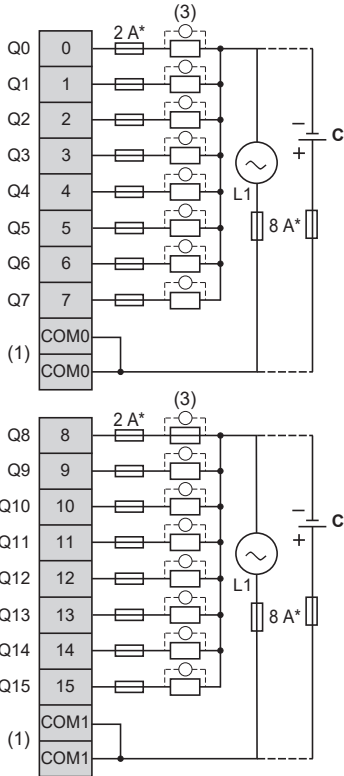 (3)
Q0 0 2 A*
Q1 1
Q2 2
Q3 3
Q4 4
Q5 5
Q6 6
Q7 7
COM0
(1) COM0
L1
8 A*
−
+
C
(3)
Q8 8 2 A*
Q9 9
Q10 10
Q11 11
Q12 12
Q13 13
Q14 14
Q15 15
COM1
(1) COM1
L1
8 A*
−
+
C